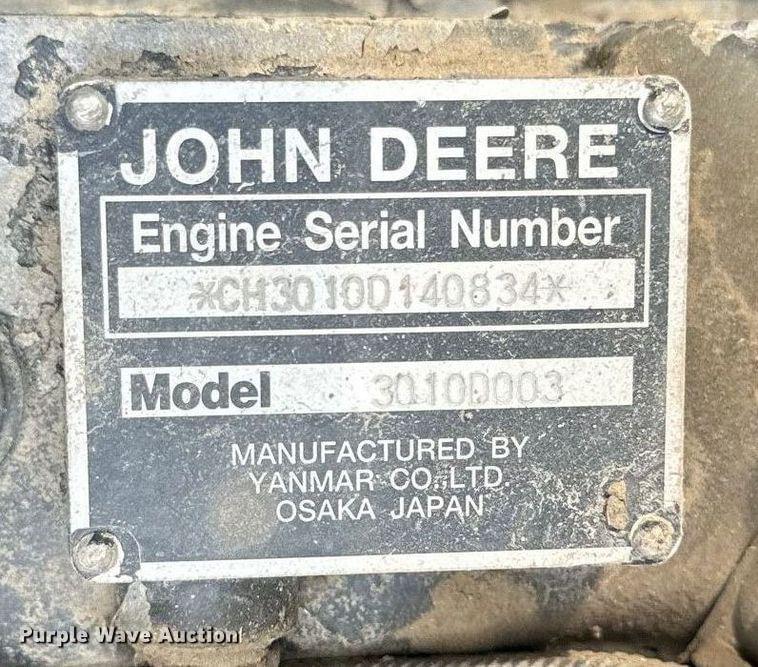 JOHN DEERE
Engine Serial Number
*CH3010D140834*
Model 3010D003
MANUFACTURED BY
YANMAR CO.,LTD.
OSAKA JAPAN
Purple Wave Auction